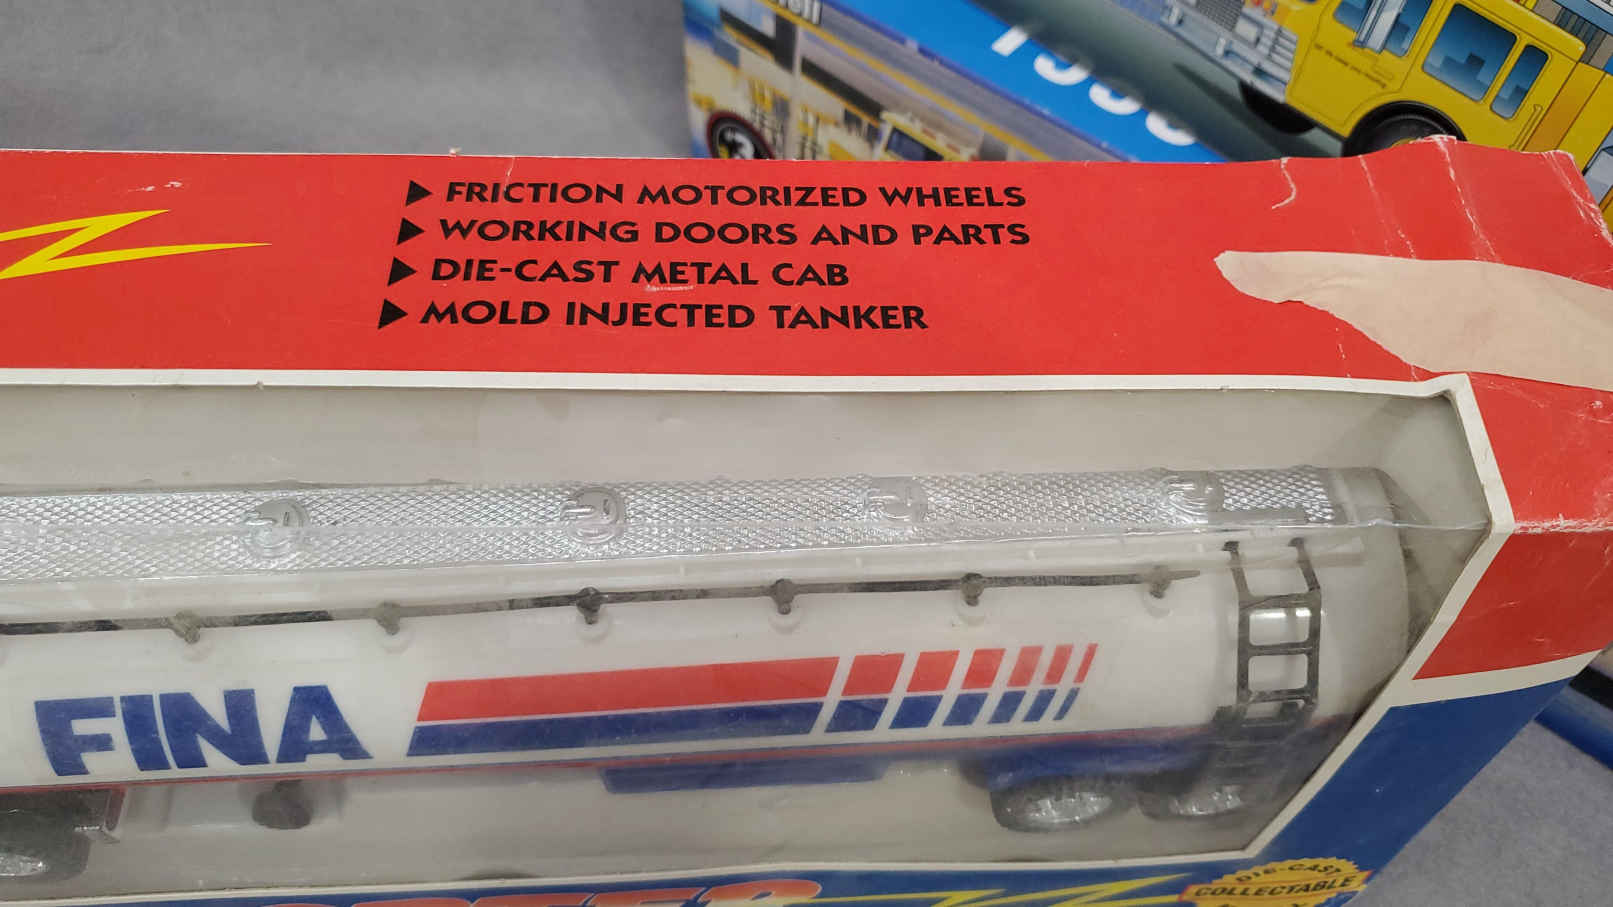 FRICTION MOTORIZED WHEELS
WORKING DOORS AND PARTS
DIE-CAST METAL CAB
MOLD INJECTED TANKER
FINA
DIE-CAST
COLLECTABLE